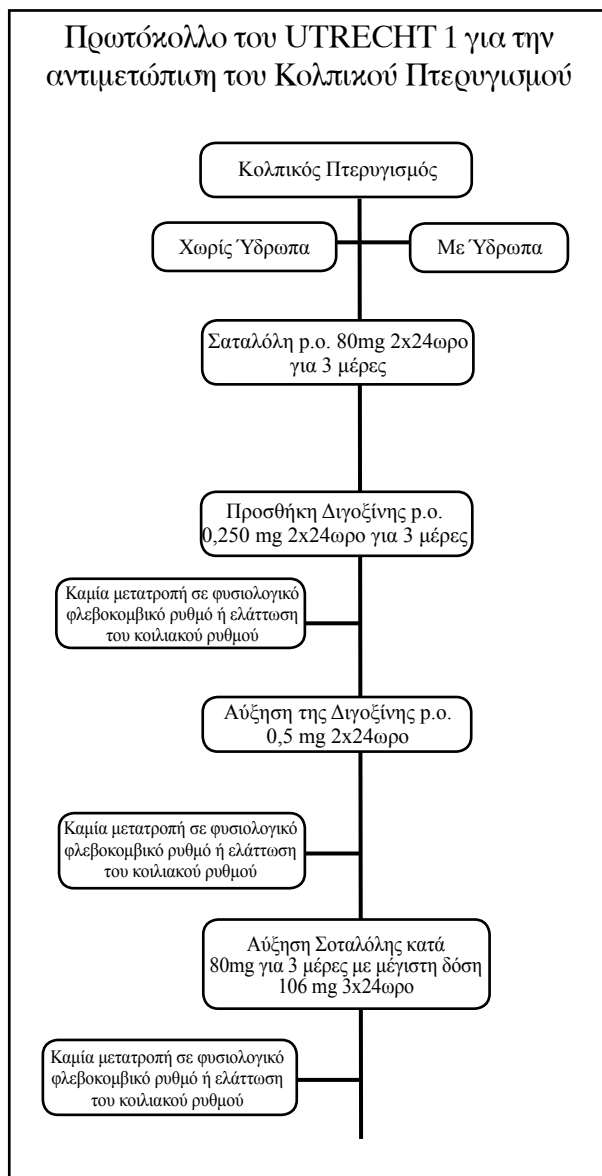 Πρωτόκολλο του UTRECHT 1 για την
αντιμετώπιση του Κολπικού Πτερυγισμού
Κολπικός Πτερυγισμός
Χωρίς Ύδρωπα
Με Ύδρωπα
Σαταλόλη p.o. 80mg 2x24ωρο
για 3 μέρες
Προσθήκη Διγοξίνης p.o.
0,250 mg 2x24ωρο για 3 μέρες
Καμία μετατροπή σε φυσιολογικό
φλεβοκομβικό ρυθμό ή ελάττωση
του κοιλιακού ρυθμού
Αύξηση της Διγοξίνης p.o.
0,5 mg 2x24ωρο
Καμία μετατροπή σε φυσιολογικό
φλεβοκομβικό ρυθμό ή ελάττωση
του κοιλιακού ρυθμού
Αύξηση Σοταλόλης κατά
80mg για 3 μέρες με μέγιστη δόση
106 mg 3x24ωρο
Καμία μετατροπή σε φυσιολογικό
φλεβοκομβικό ρυθμό ή ελάττωση
του κοιλιακού ρυθμού